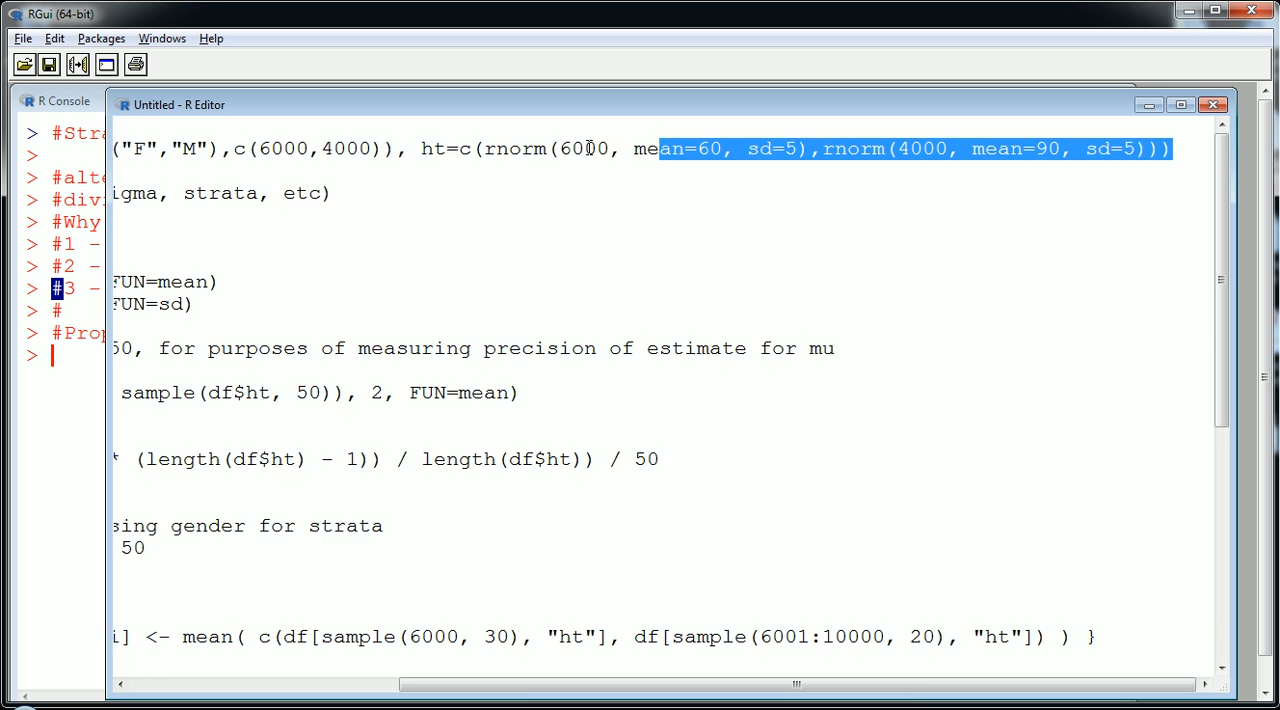 RGui (64-bit)
File Edit Packages Windows Help
R Console
Untitled - R Editor
> #Stra
>
> #alte
> #divi
> #Why
> #1 -
> #2 -
> #3 -
> #
> #Prop
>
("F","M"),c(6000,4000)), ht=c(rnorm(6000, mean=60, sd=5),rnorm(4000, mean=90, sd=5)))
igma, strata, etc)
FUN=mean)
FUN=sd)
50, for purposes of measuring precision of estimate for mu
sample(df$ht, 50)), 2, FUN=mean)
* (length(df$ht) - 1)) / length(df$ht)) / 50
sing gender for strata
50
i] <- mean( c(df[sample(6000, 30), "ht"], df[sample(6001:10000, 20), "ht"]) ) }